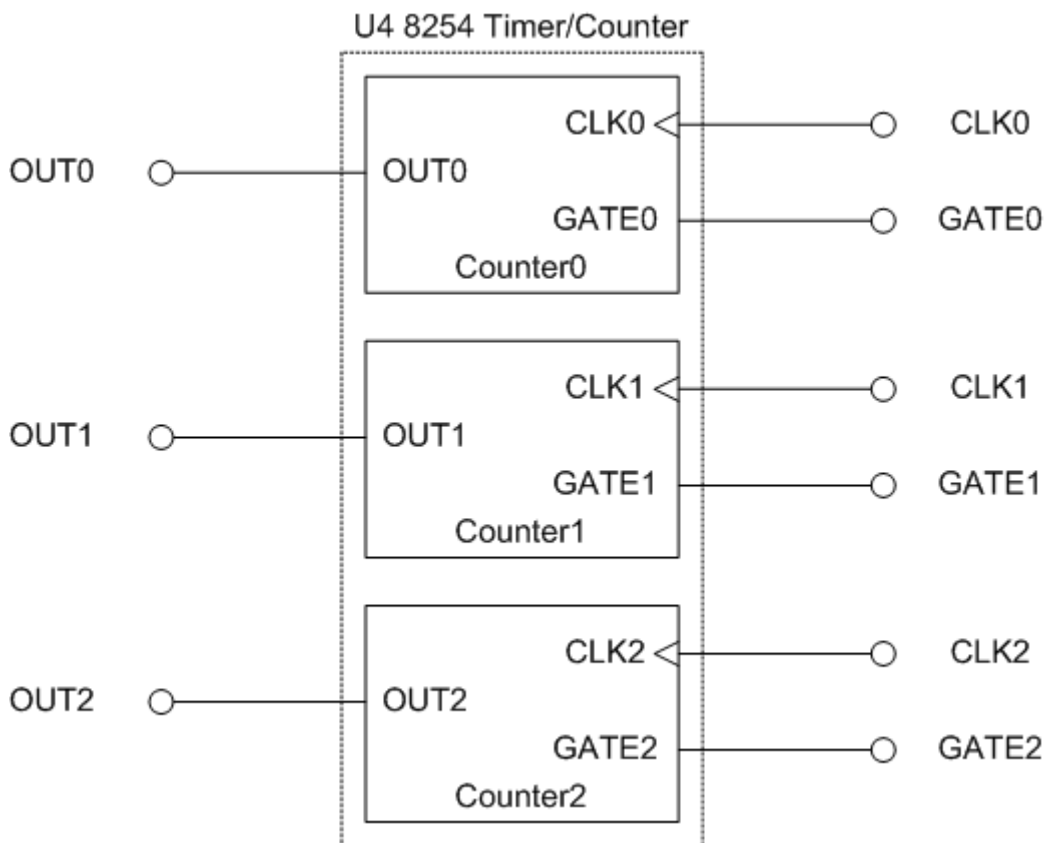 U4 8254 Timer/Counter
CLK0 CLK0
OUT0 OUT0
GATE0 GATE0
Counter0
CLK1 CLK1
OUT1 OUT1
GATE1 GATE1
Counter1
CLK2 CLK2
OUT2 OUT2
GATE2 GATE2
Counter2